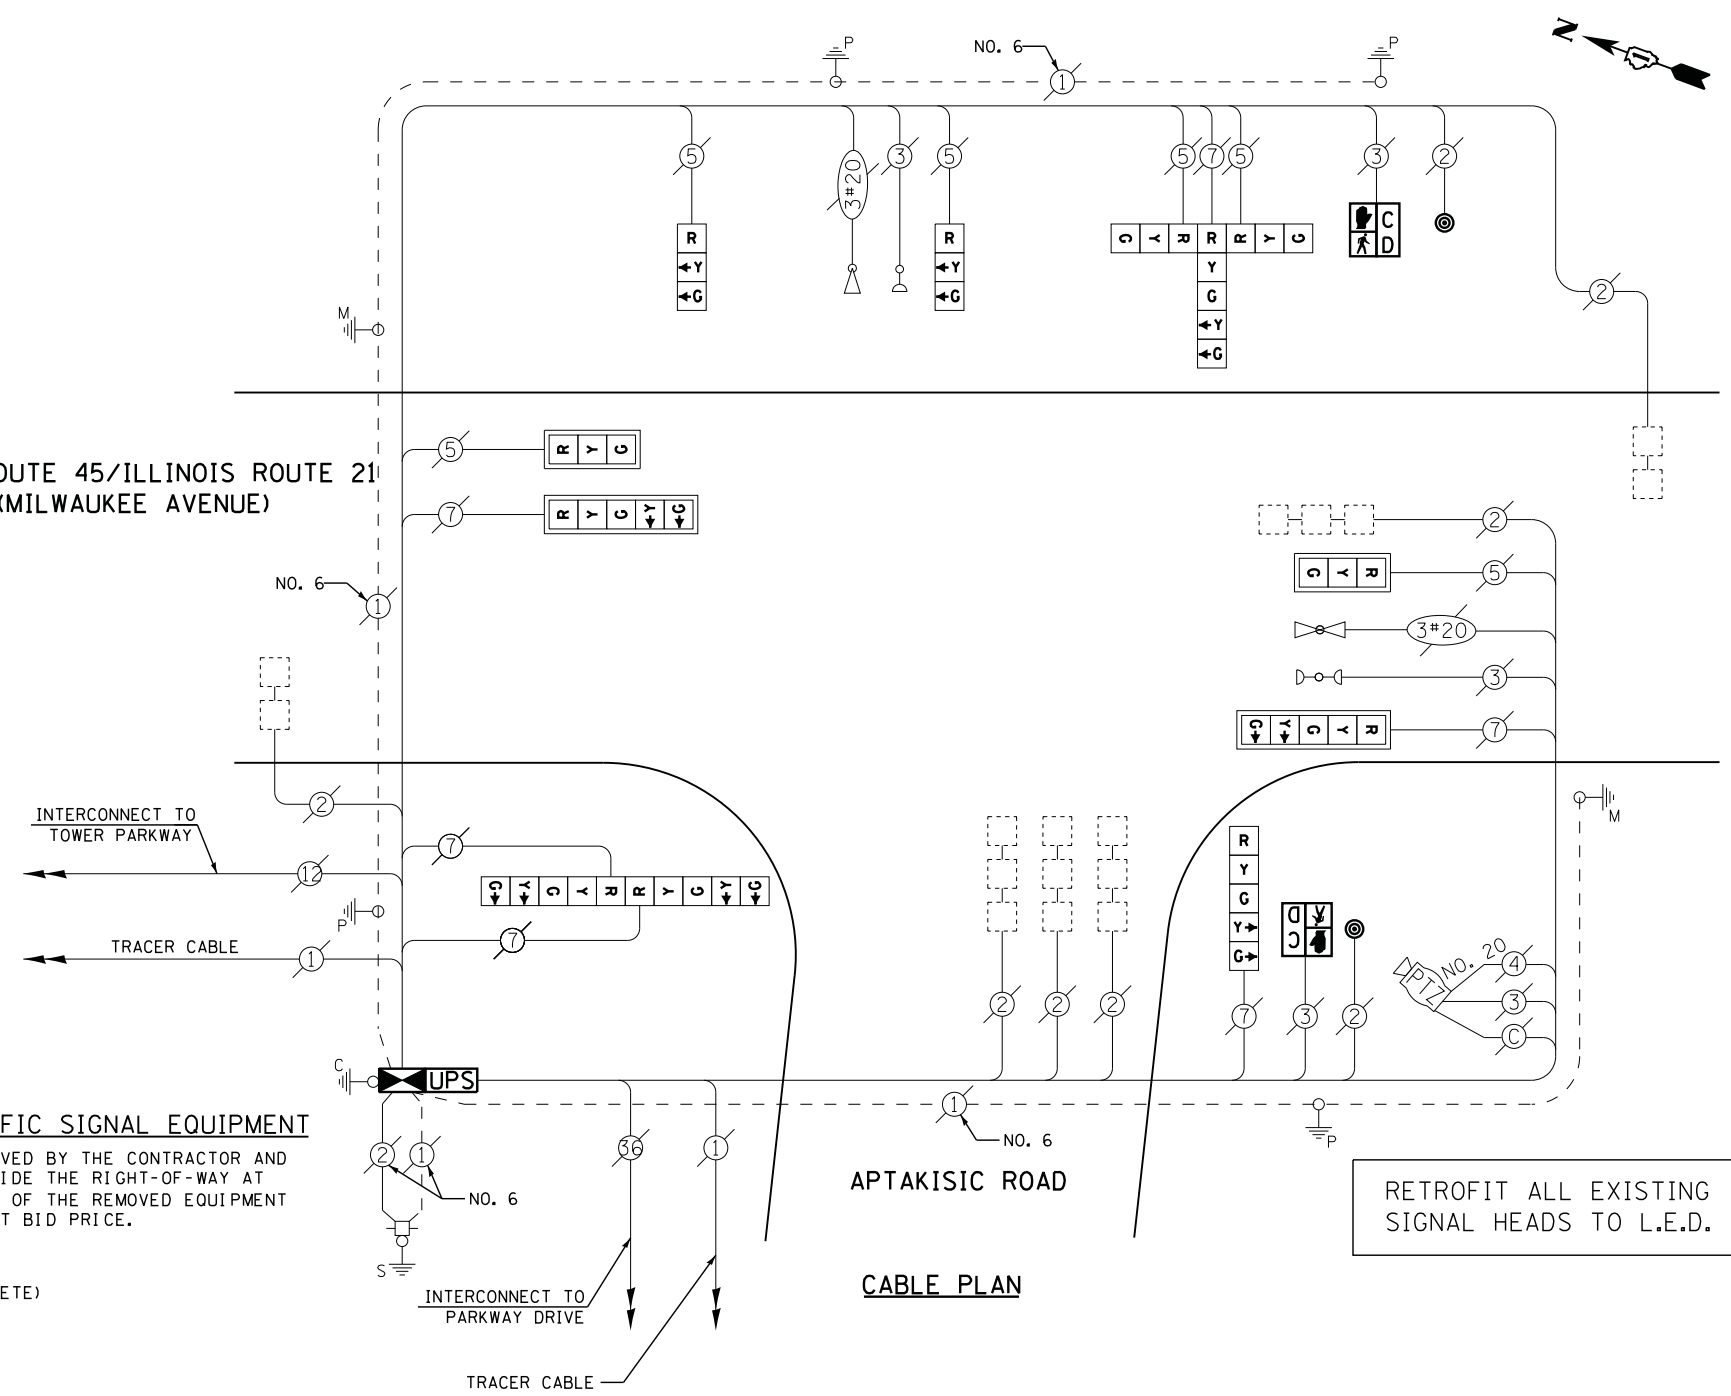 N
1
P
NO. 6
1
P
5
3#20
3
5
5
7
5
3
2
R
Y
G
R
Y
G
G Y R R R Y G
Y
G
Y
G
C
D
2
M
5
R Y G
OUTE 45/ILLINOIS ROUTE 21
(MILWAUKEE AVENUE)
7
R Y G Y G
2
G Y R
5
NO. 6
1
3#20
3
G Y G Y R
7
2
INTERCONNECT TO
TOWER PARKWAY
12
7
G Y G Y R R Y G Y G
P
TRACER CABLE
1
7
M
R
Y
G
Y
G
D
C
NO. 20
PTZ
4
3
C
2
2
2
7
3
2
C
UPS
1
NO. 6
P
FIC SIGNAL EQUIPMENT
VED BY THE CONTRACTOR AND
IDE THE RIGHT-OF-WAY AT
OF THE REMOVED EQUIPMENT
T BID PRICE.
2
1
NO. 6
S
36
1
ETE)
INTERCONNECT TO
PARKWAY DRIVE
TRACER CABLE
APTAKISIC ROAD
CABLE PLAN
RETROFIT ALL EXISTING
SIGNAL HEADS TO L.E.D.